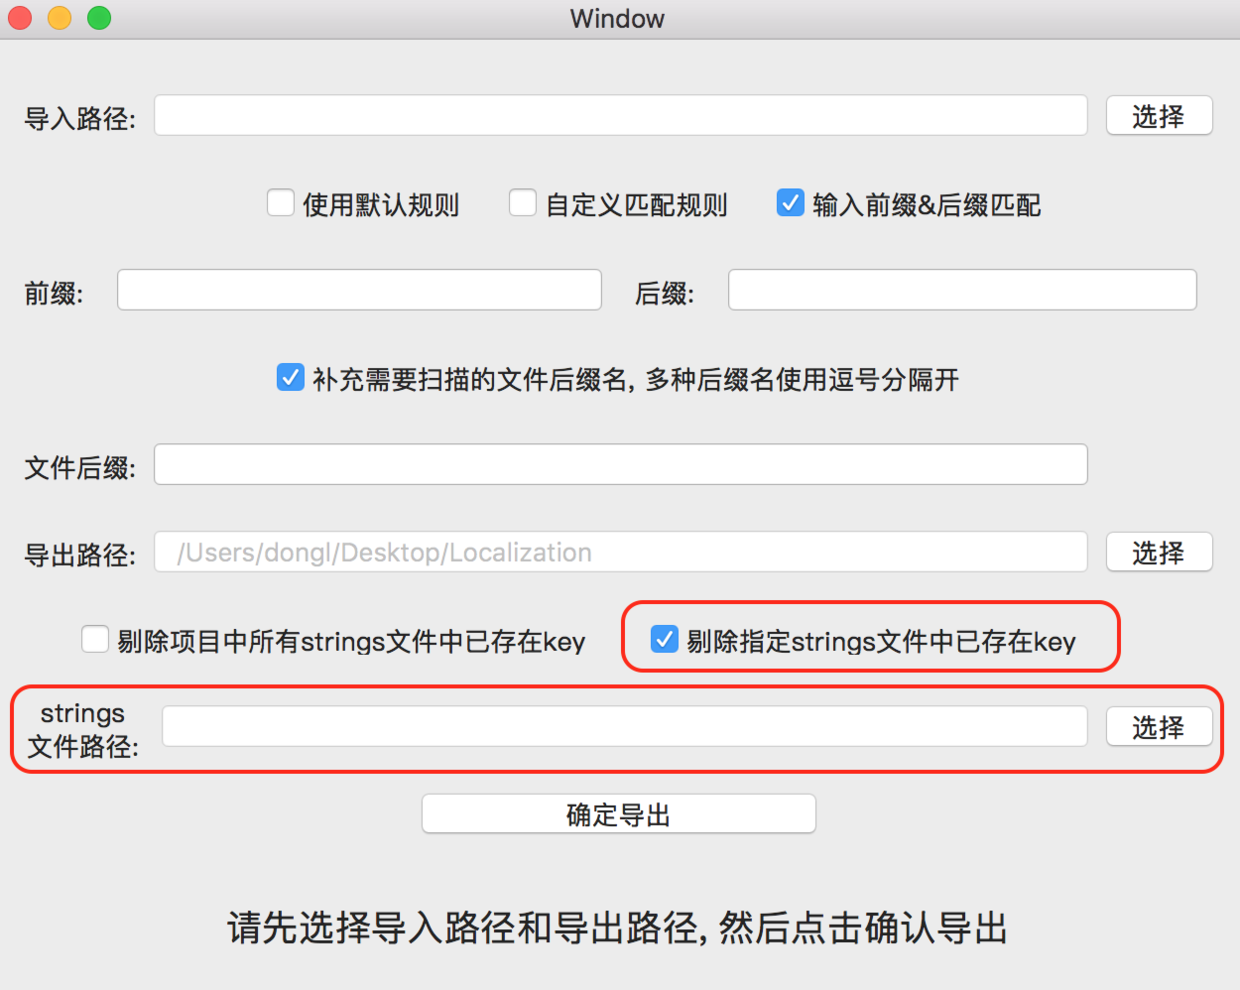 Window
导入路径: 选择
使用默认规则 自定义匹配规则 输入前缀&后缀匹配
前缀: 后缀:
补充需要扫描的文件后缀名, 多种后缀名使用逗号分隔开
文件后缀:
导出路径: /Users/dongl/Desktop/Localization 选择
剔除项目中所有strings文件中已存在key 剔除指定strings文件中已存在key
strings
文件路径: 选择
确定导出
请先选择导入路径和导出路径, 然后点击确认导出